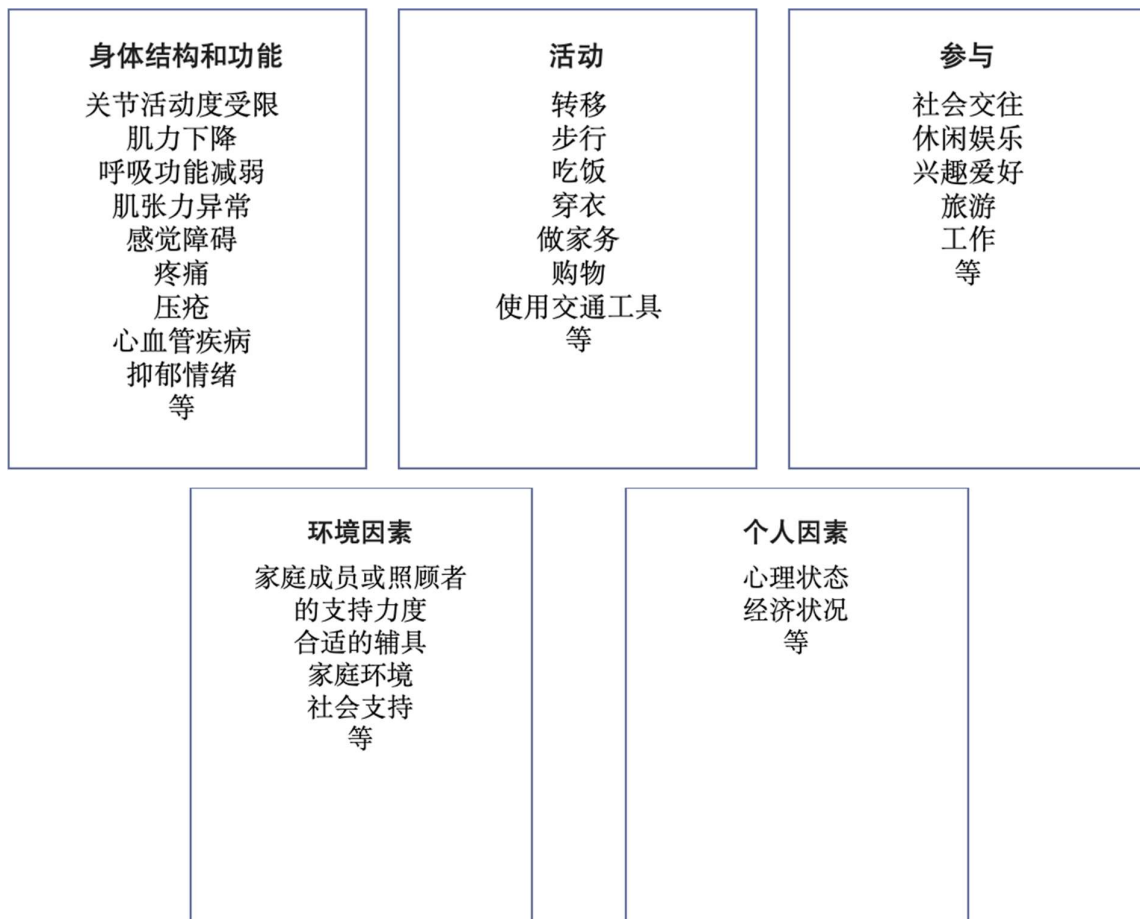 身体结构和功能
关节活动度受限
肌力下降
呼吸功能减弱
肌张力异常
感觉障碍
疼痛
压疮
心血管疾病
抑郁情绪
等
活动
转移
步行
吃饭
穿衣
做家务
购物
使用交通工具
等
参与
社会交往
休闲娱乐
兴趣爱好
旅游
工作
等
环境因素
家庭成员或照顾者
的支持力度
合适的辅具
家庭环境
社会支持
等
个人因素
心理状态
经济状况
等